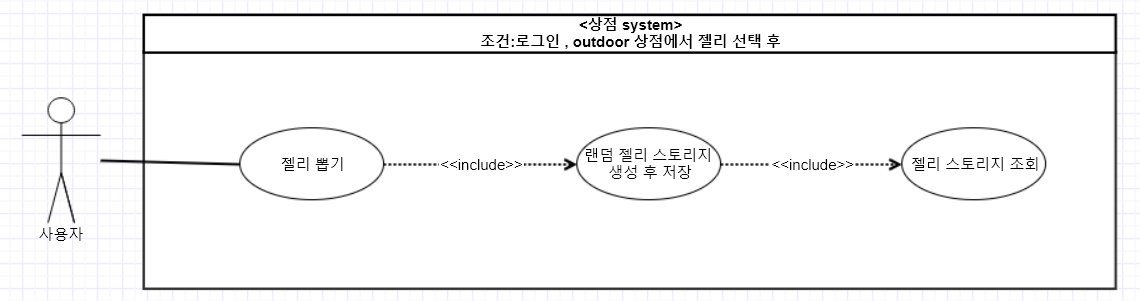 <상점 system>
조건:로그인 , outdoor 상점에서 젤리 선택 후
젤리 뽑기
<<include>>
랜덤 젤리 스토리지
생성 후 저장
<<include>>
젤리 스토리지 조회
사용자